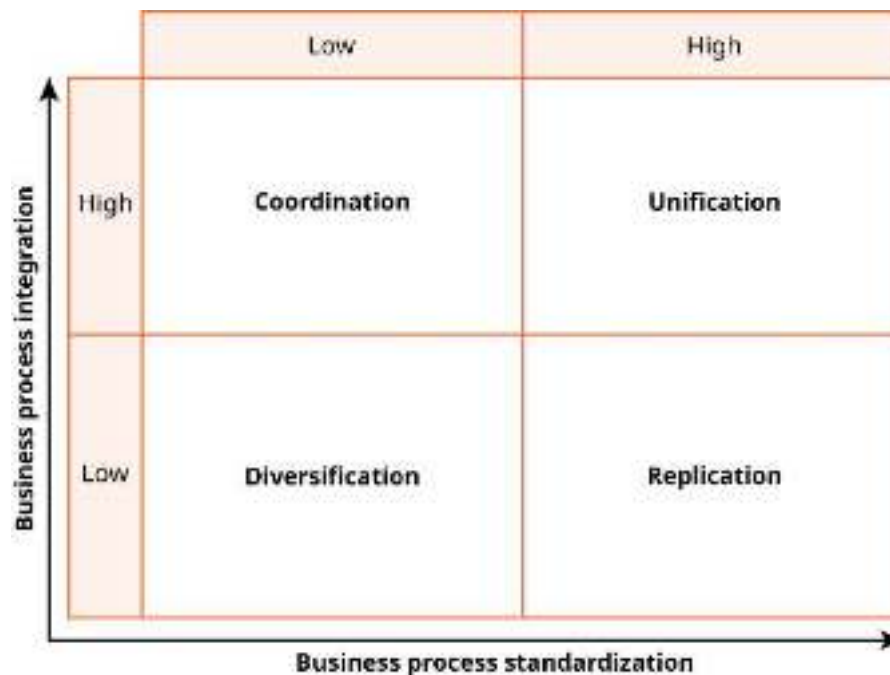 Low High
High Coordination Unification
Business process integration
Low Diversification Replication
Business process standardization